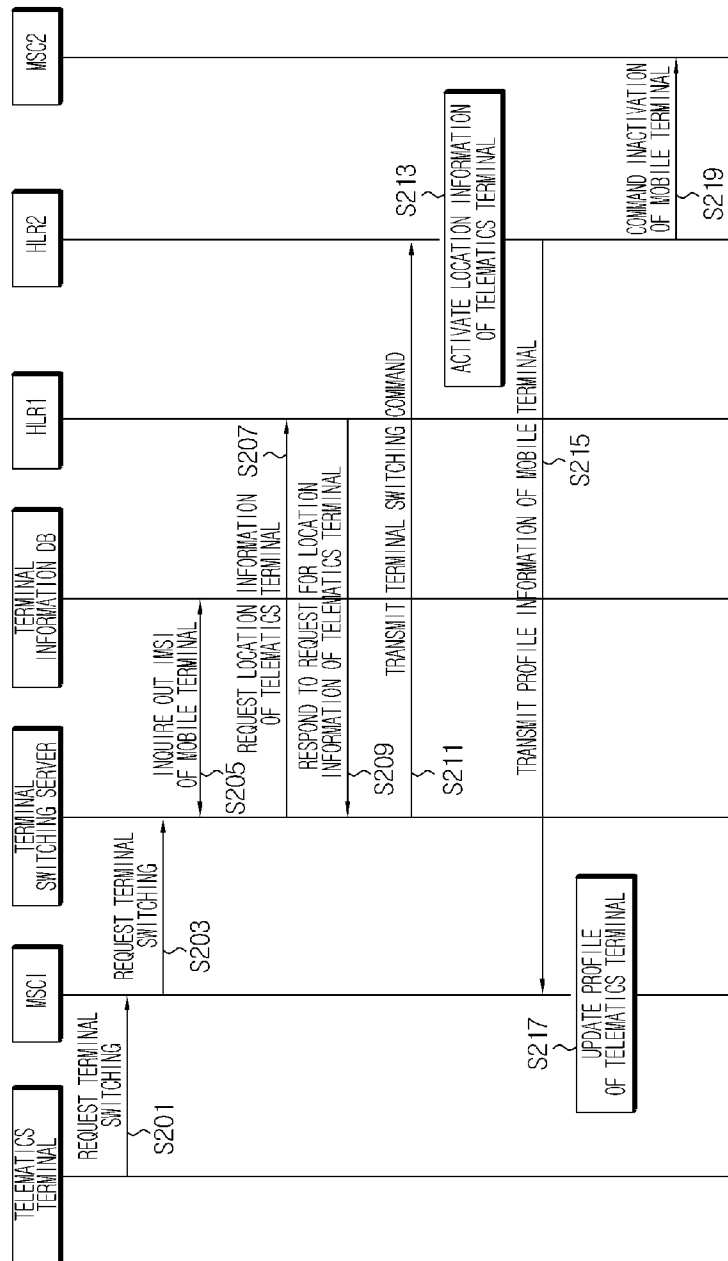 TELEMATICS
TERMINAL
MSC1
TERMINAL
SWITCHING SERVER
TERMINAL
INFORMATION DB
HLR1
HLR2
MSC2
REQUEST TERMINAL
SWITCHING
S201
REQUEST TERMINAL
SWITCHING
S203
INQUIRE OUT IMSI
OF MOBILE TERMINAL
S205
REQUEST LOCATION INFORMATION
OF TELEMATICS TERMINAL
S207
RESPOND TO REQUEST FOR LOCATION
INFORMATION OF TELEMATICS TERMINAL
S209
TRANSMIT TERMINAL SWITCHING COMMAND
S211
S213
ACTIVATE LOCATION INFORMATION
OF TELEMATICS TERMINAL
TRANSMIT PROFILE INFORMATION OF MOBILE TERMINAL
S215
S217
UPDATE PROFILE
OF TELEMATICS TERMINAL
COMMAND INACTIVATION
OF MOBILE TERMINAL
S219